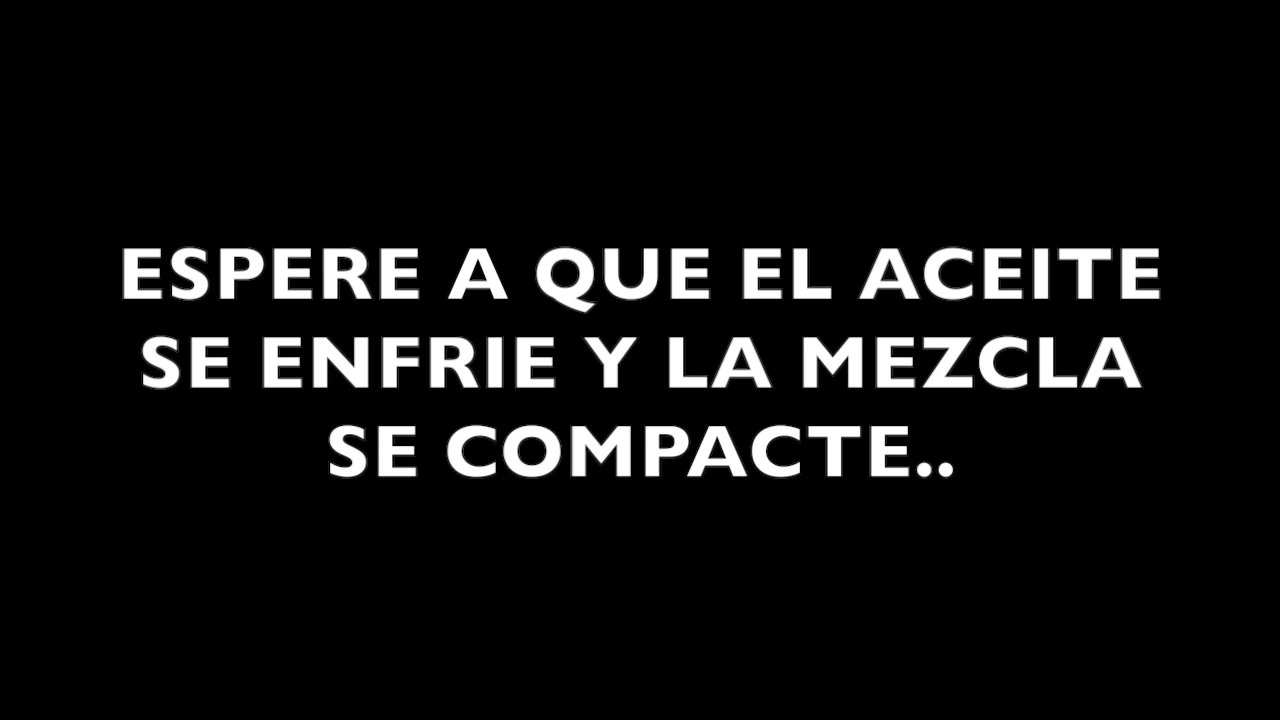 ESPERE A QUE EL ACEITE
SE ENFRIE Y LA MEZCLA
SE COMPACTE..